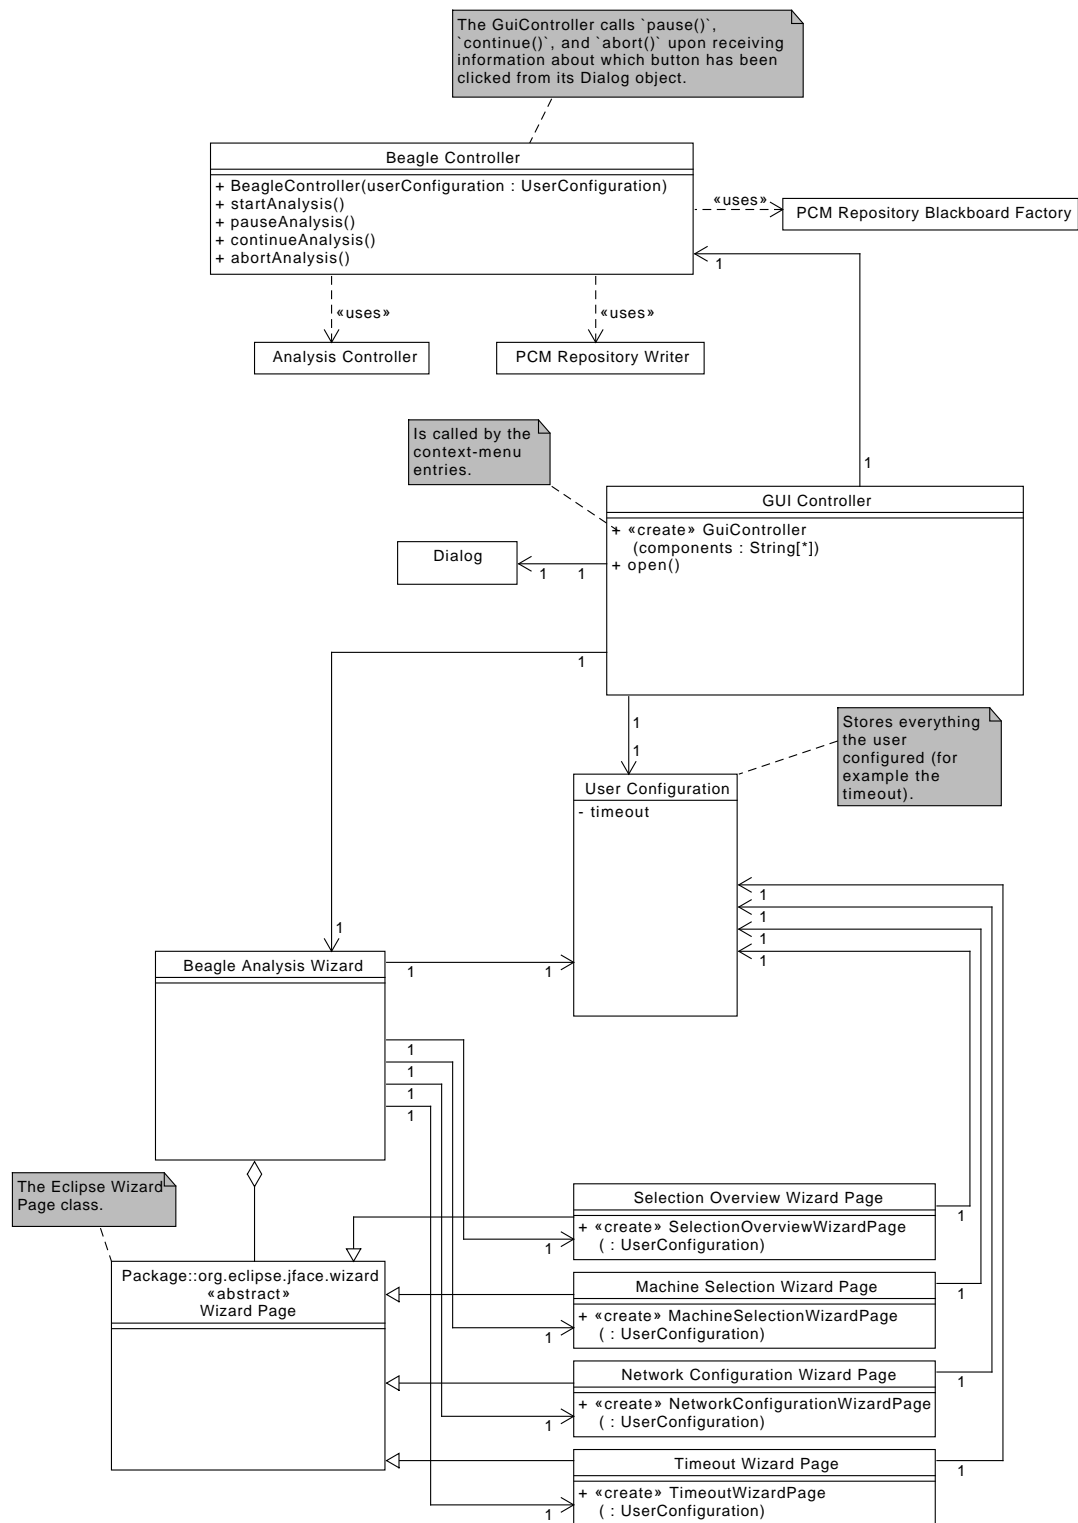 The GuiController calls `pause()`,
`continue()`, and `abort()` upon receiving
information about which button has been
clicked from its Dialog object.
Beagle Controller
+ BeagleController(userConfiguration : UserConfiguration)
+ startAnalysis()
+ pauseAnalysis()
+ continueAnalysis()
+ abortAnalysis()
«uses»
PCM Repository Blackboard Factory
1
«uses»
«uses»
Analysis Controller
PCM Repository Writer
Is called by the
context-menu
entries.
1
GUI Controller
+ «create» GuiController
(components : String[*])
+ open()
Dialog
1
1
1
1
1
Stores everything
the user
configured (for
example the
timeout).
User Configuration
- timeout
1
1
1
1
1
Beagle Analysis Wizard
1
1
1
1
1
1
The Eclipse Wizard
Page class.
Package::org.eclipse.jface.wizard
«abstract»
Wizard Page
Selection Overview Wizard Page
+ «create» SelectionOverviewWizardPage
( : UserConfiguration)
1
1
Machine Selection Wizard Page
+ «create» MachineSelectionWizardPage
( : UserConfiguration)
1
1
Network Configuration Wizard Page
+ «create» NetworkConfigurationWizardPage
( : UserConfiguration)
1
1
Timeout Wizard Page
+ «create» TimeoutWizardPage
( : UserConfiguration)
1
1